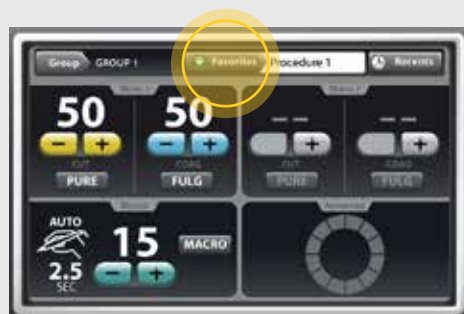 Group GROUP 1 Favorites Procedure 1 Recents
50 50 -- --
- + - + + +
CUT COAG CUT COAG
PURE FULG PURE FULG
AUTO
15 MACRO
2.5 - +
SEC